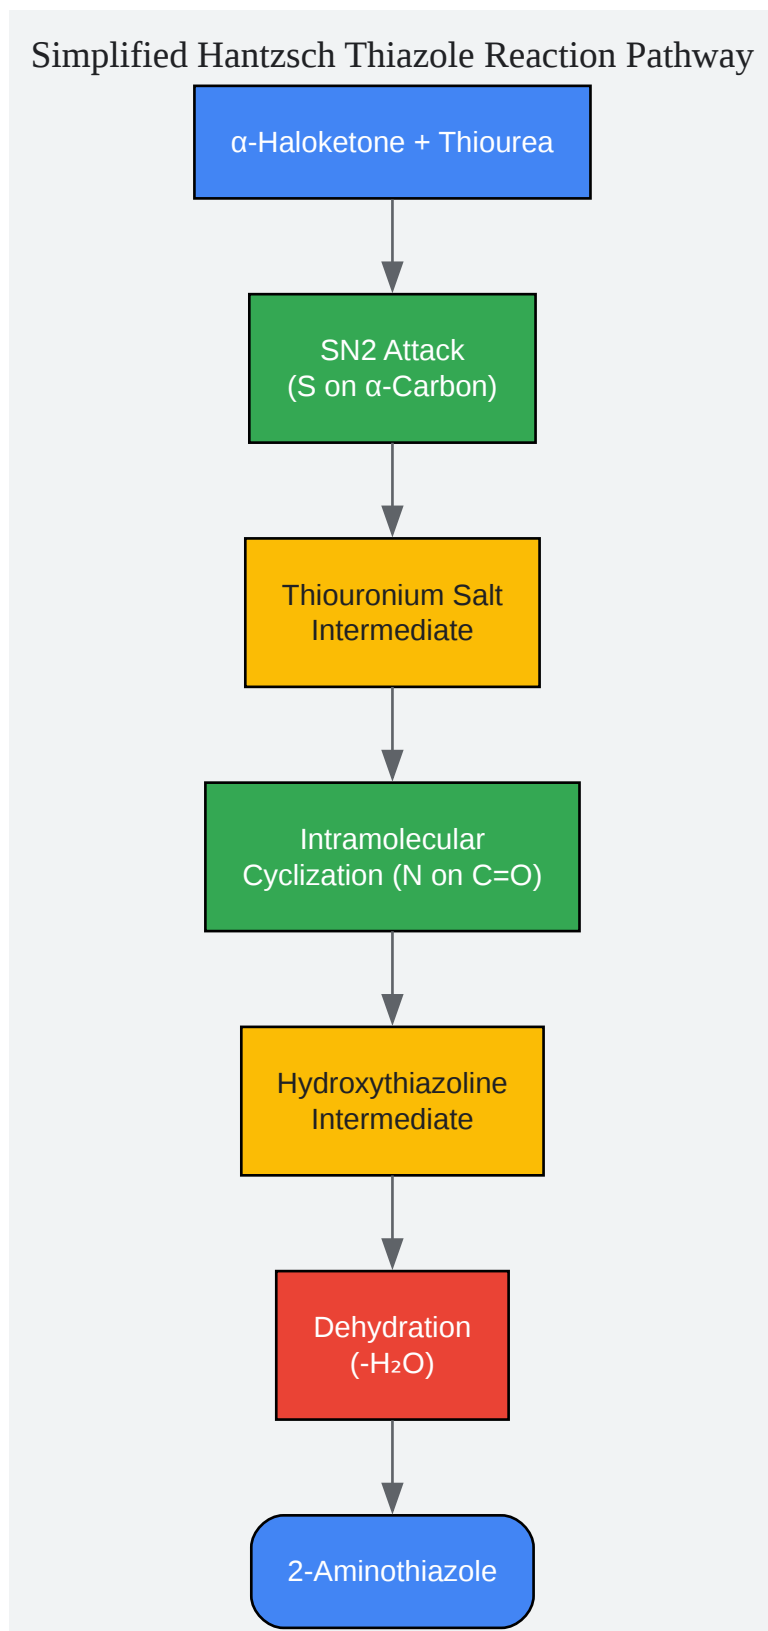 Simplified Hantzsch Thiazole Reaction Pathway
α-Haloketone + Thiourea
SN2 Attack
(S on α-Carbon)
Thiouronium Salt
Intermediate
Intramolecular
Cyclization (N on C=O)
Hydroxythiazoline
Intermediate
Dehydration
(-H₂O)
2-Aminothiazole